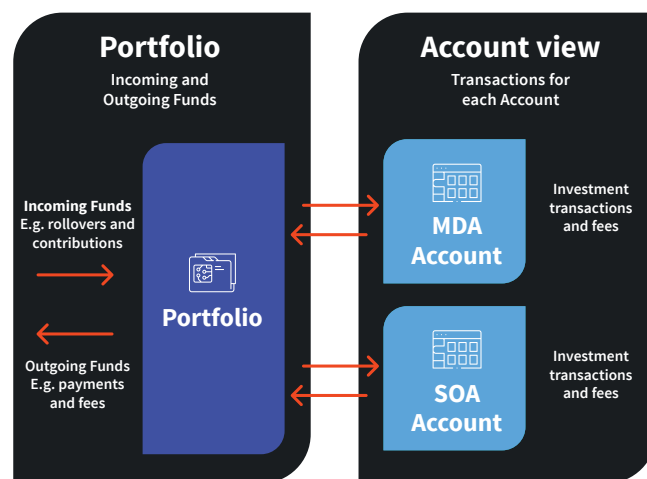 Portfolio
Incoming and
Outgoing Funds
Incoming Funds
E.g. rollovers and
contributions
Portfolio
Outgoing Funds
E.g. payments
and fees
Account view
Transactions for
each Account
MDA
Account
Investment
transactions
and fees
SOA
Account
Investment
transactions
and fees